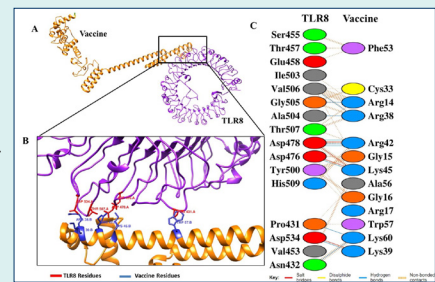 A
Vaccine
TLR8
B
TLR8 Residues
Vaccine Residues
C
TLR8 Vaccine
Ser455
Thr457 Phe53
Glu458
Ile503
Val506 Cys33
Gly505 Arg14
Ala504 Arg38
Thr507
Asp478 Arg42
Asp476 Gly15
Tyr500 Lys45
His509 Ala56
Gly16
Arg17
Pro431 Trp57
Asp534 Lys60
Val453 Lys39
Asn432
Key: Salt bridges Disulphide bonds Hydrogen bonds Non-bonded contacts